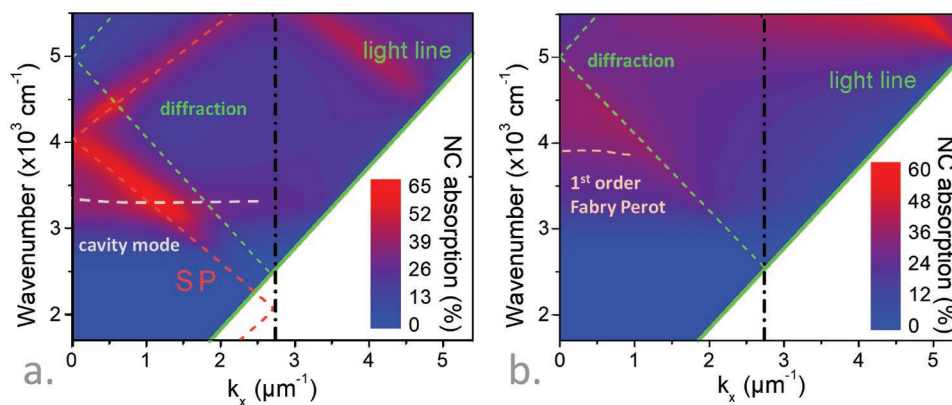 5
4
3
2
0
1
2
3
4
5
Wavenumber (x10³ cm⁻¹)
kₓ (µm⁻¹)
light line
diffraction
cavity mode
SP
65
52
39
26
13
0
NC absorption (%)
a.
5
4
3
2
0
1
2
3
4
5
Wavenumber (x10³ cm⁻¹)
kₓ (µm⁻¹)
diffraction
light line
1ˢᵗ order
Fabry Perot
60
48
36
24
12
0
NC absorption (%)
b.